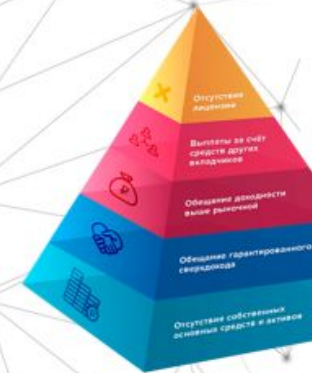 Отсутствие
лицензии
Выплаты за счёт
средств других
вкладчиков
Обещание доходности
выше рыночной
Обещание гарантированного
сверхдохода
Отсутствие собственных
основных средств и активов